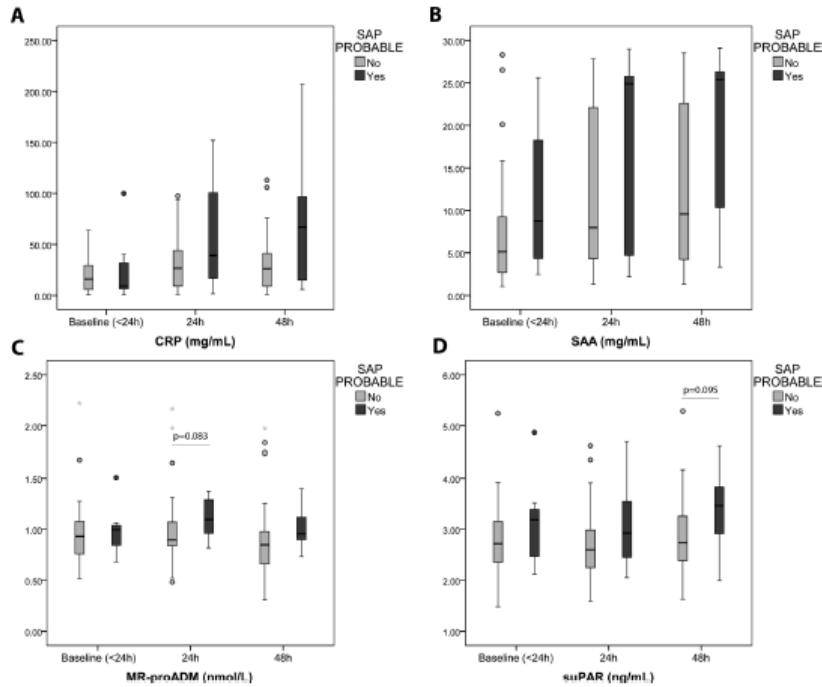 A
SAP
PROBABLE
No
Yes
250.00
200.00
150.00
100.00
50.00
0.00
Baseline (<24h) 24h 48h
CRP (mg/mL)
B
SAP
PROBABLE
No
Yes
30.00
25.00
20.00
15.00
10.00
5.00
0.00
Baseline (<24h) 24h 48h
SAA (mg/mL)
C
SAP
PROBABLE
No
Yes
2.50
2.00
1.50
1.00
0.50
0.00
p=0.083
Baseline (<24h) 24h 48h
MR-proADM (nmol/L)
D
SAP
PROBABLE
No
Yes
6.00
5.00
4.00
3.00
2.00
1.00
p=0.095
Baseline (<24h) 24h 48h
suPAR (ng/mL)